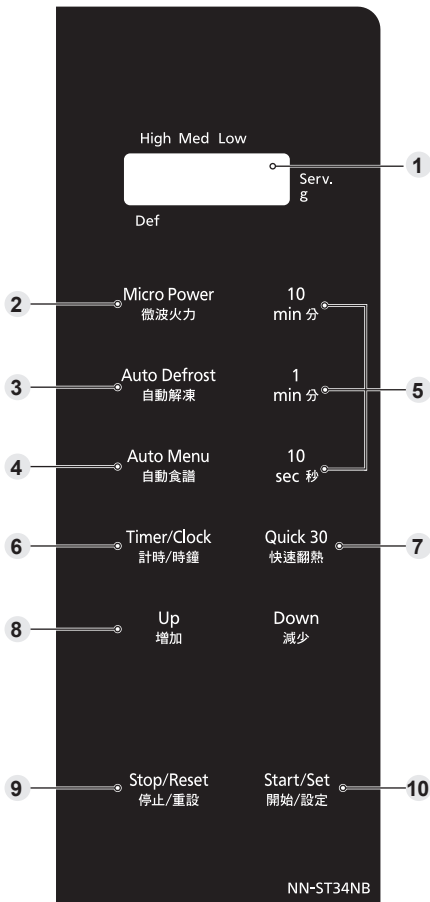 High Med Low
1
Serv.
g
Def
2
Micro Power
微波火力
10
min 分
3
Auto Defrost
自動解凍
1
min 分
5
4
Auto Menu
自動食譜
10
sec 秒
6
Timer/Clock
計時/時鐘
Quick 30
快速翻熱
7
8
Up
增加
Down
減少
9
Stop/Reset
停止/重設
Start/Set
開始/設定
10
NN-ST34NB